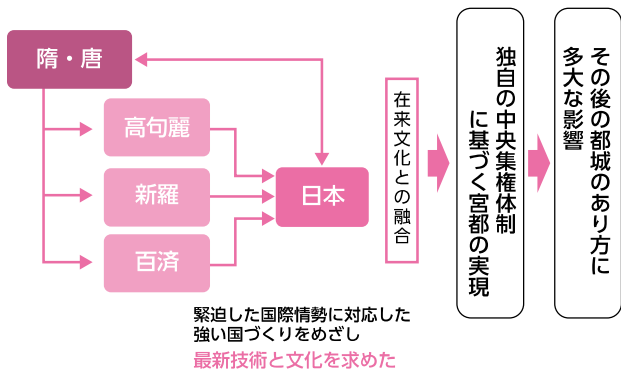 隋・唐
高句麗
新羅
百済
日本
在来文化との融合
独自の中央集権体制
に基づく宮都の実現
その後の都城のあり方に
多大な影響
緊迫した国際情勢に対応した
強い国づくりをめざし
最新技術と文化を求めた